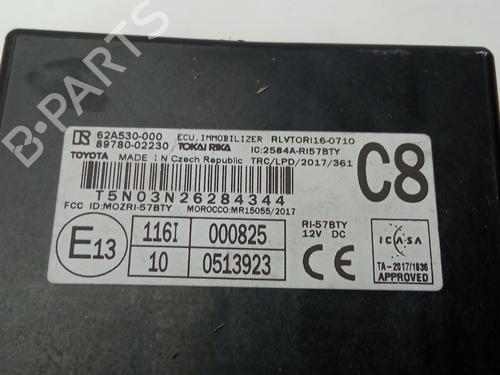 62A530-000 ECU, IMMOBILIZER RLVTORI16-0710
89780-02230 TOKAI RIKA IC:2584A-RI57BTY
TOYOTA MADE IN Czech Republic TRC/LPD/2017/361
C8
T5N03N26284344
FCC ID:MOZRI-57BTY MOROCCO:MR15055/2017
E13
116I 000825
10 0513923
RI-57BTY
12V DC
CE
ICASA
TA-2017/1036
APPROVED
B-PARTS